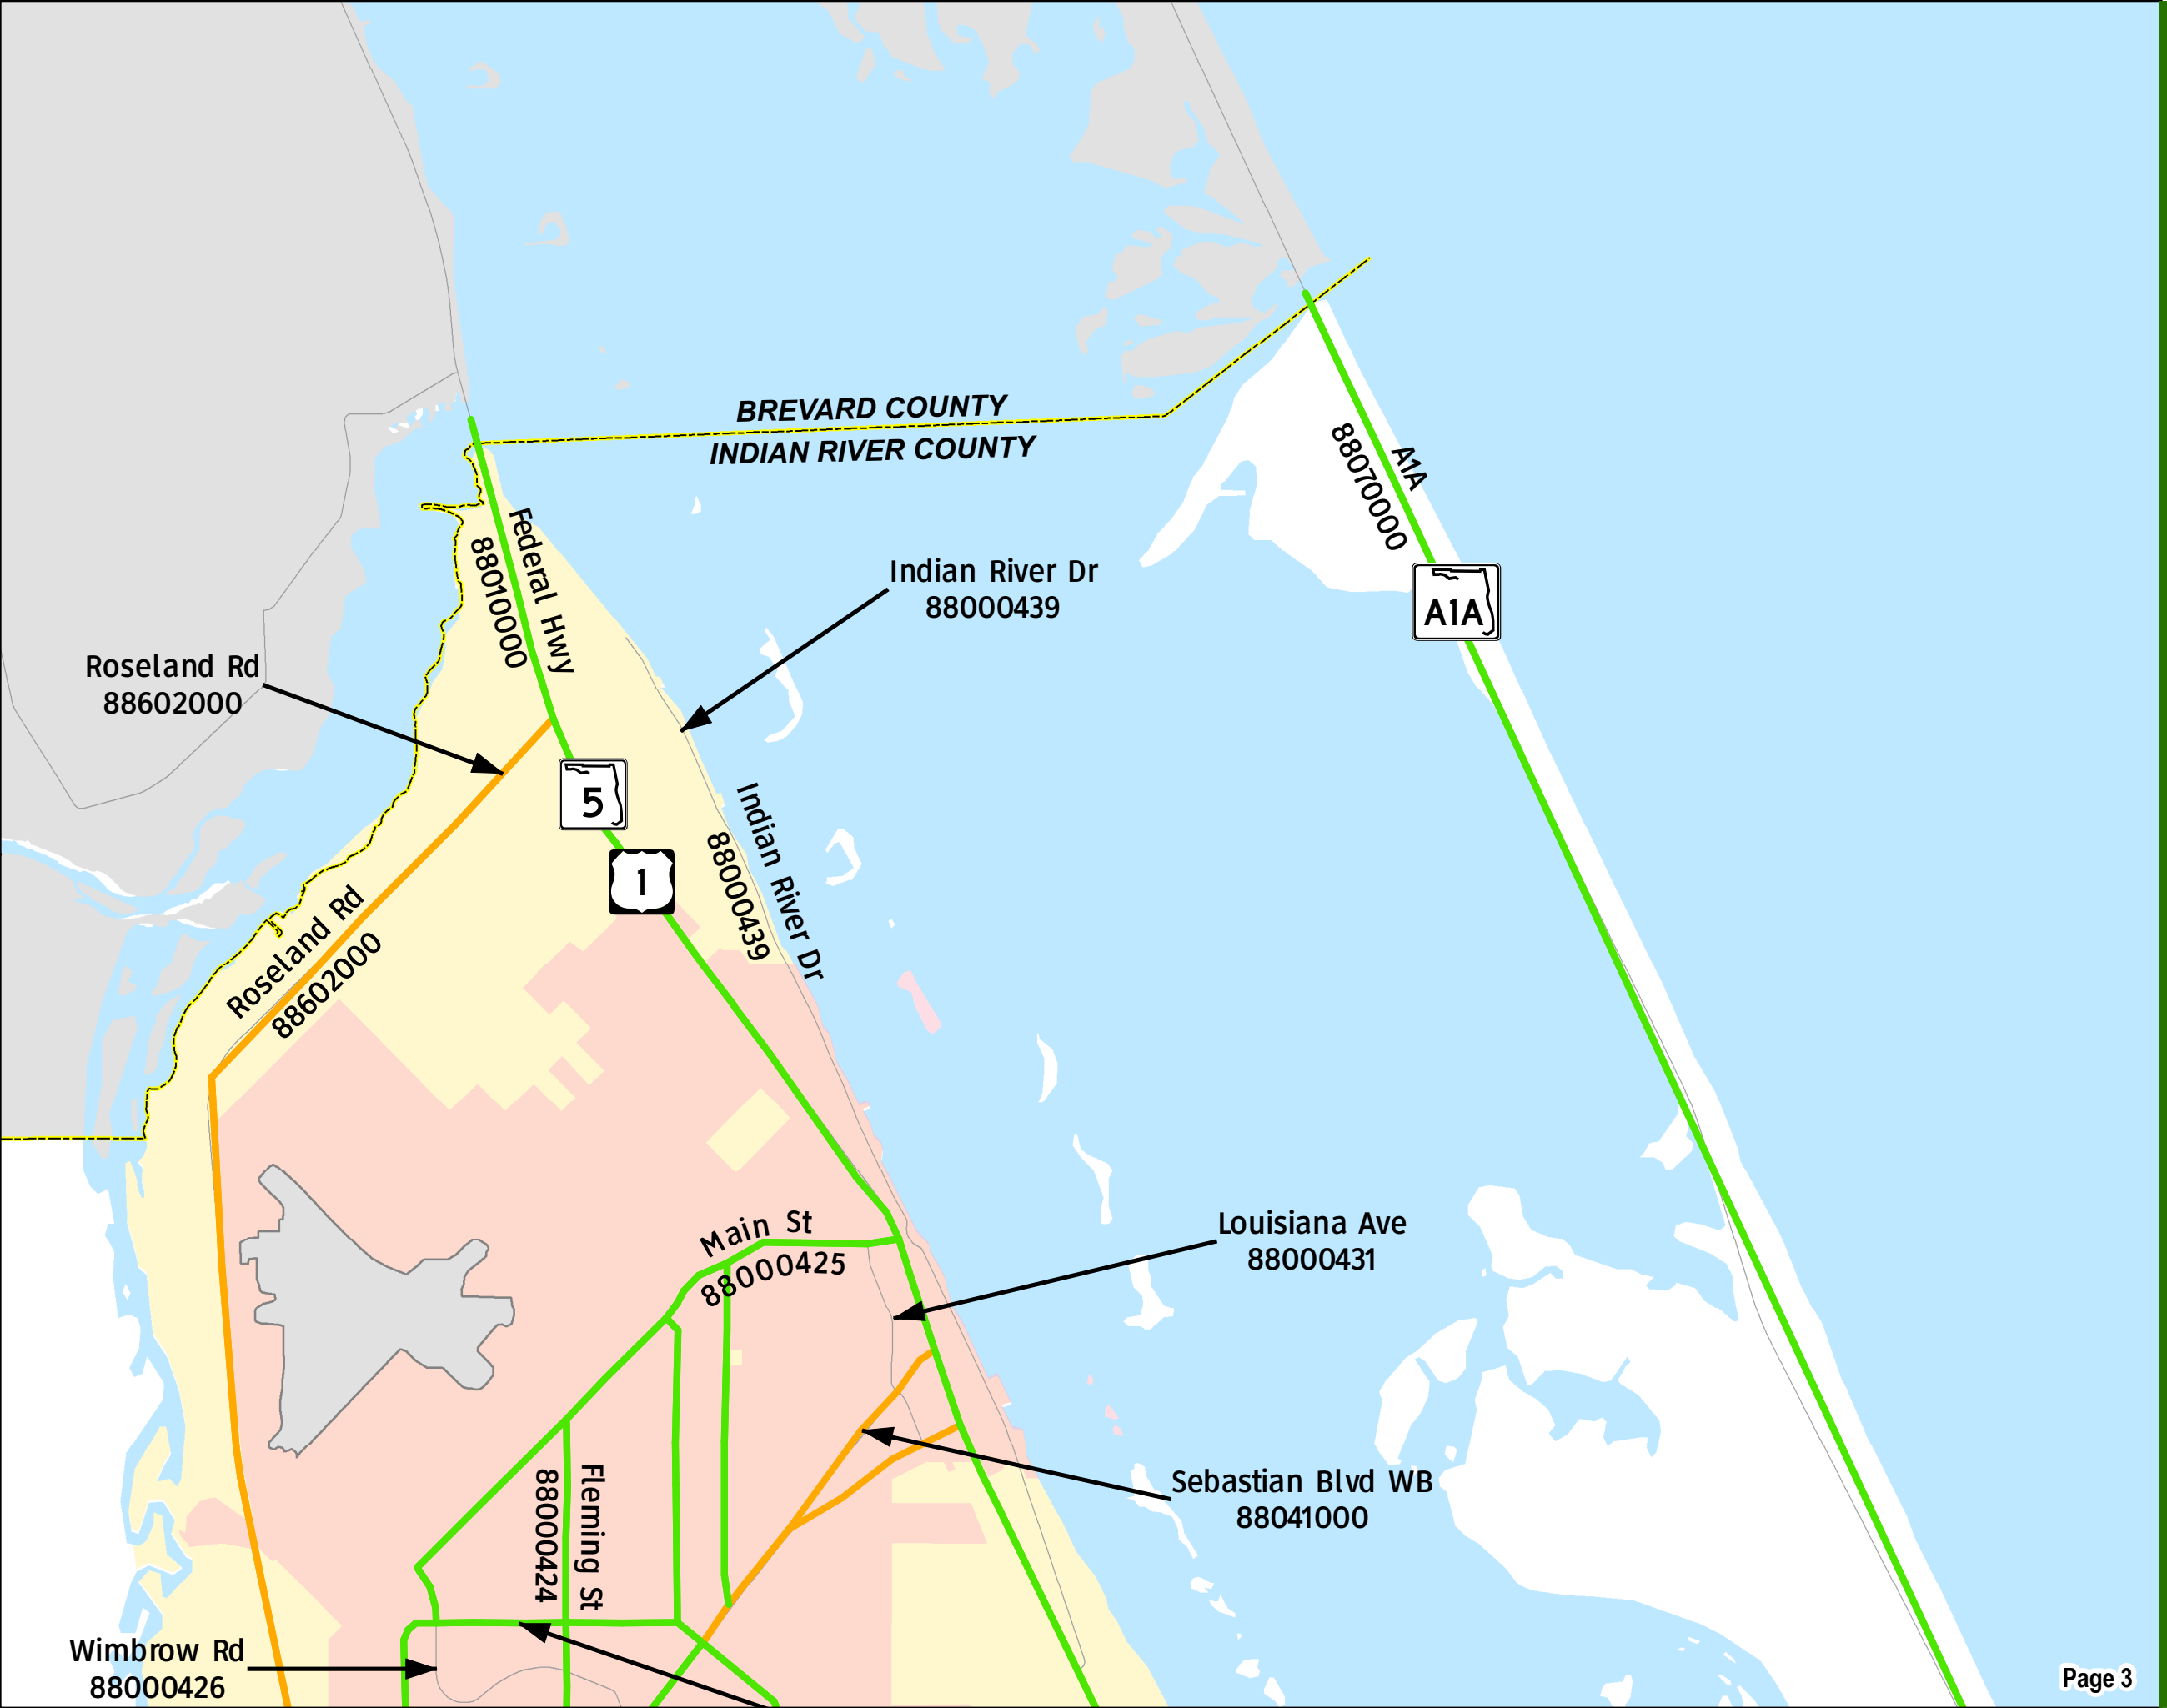 BREVARD COUNTY
INDIAN RIVER COUNTY
A1A
88070000
A1A
Federal Hwy
88010000
Indian River Dr
88000439
Roseland Rd
88602000
5
1
Indian River Dr
88000439
Roseland Rd
88602000
Main St
88000425
Louisiana Ave
88000431
Fleming St
88000424
Sebastian Blvd WB
88041000
Wimbrow Rd
88000426
Page 3